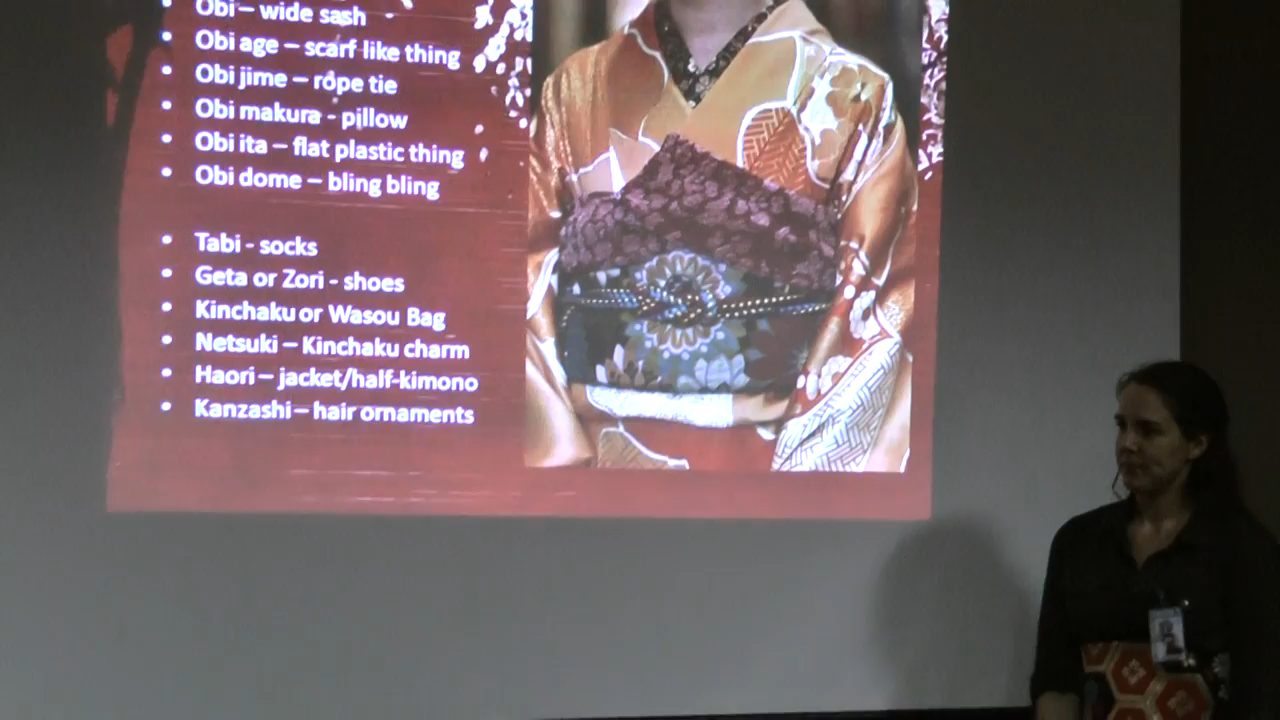 Obi – wide sash
Obi age – scarf like thing
Obi jime – rope tie
Obi makura - pillow
Obi ita – flat plastic thing
Obi dome – bling bling
Tabi - socks
Geta or Zori - shoes
Kinchaku or Wasou Bag
Netsuki – Kinchaku charm
Haori – jacket/half-kimono
Kanzashi – hair ornaments